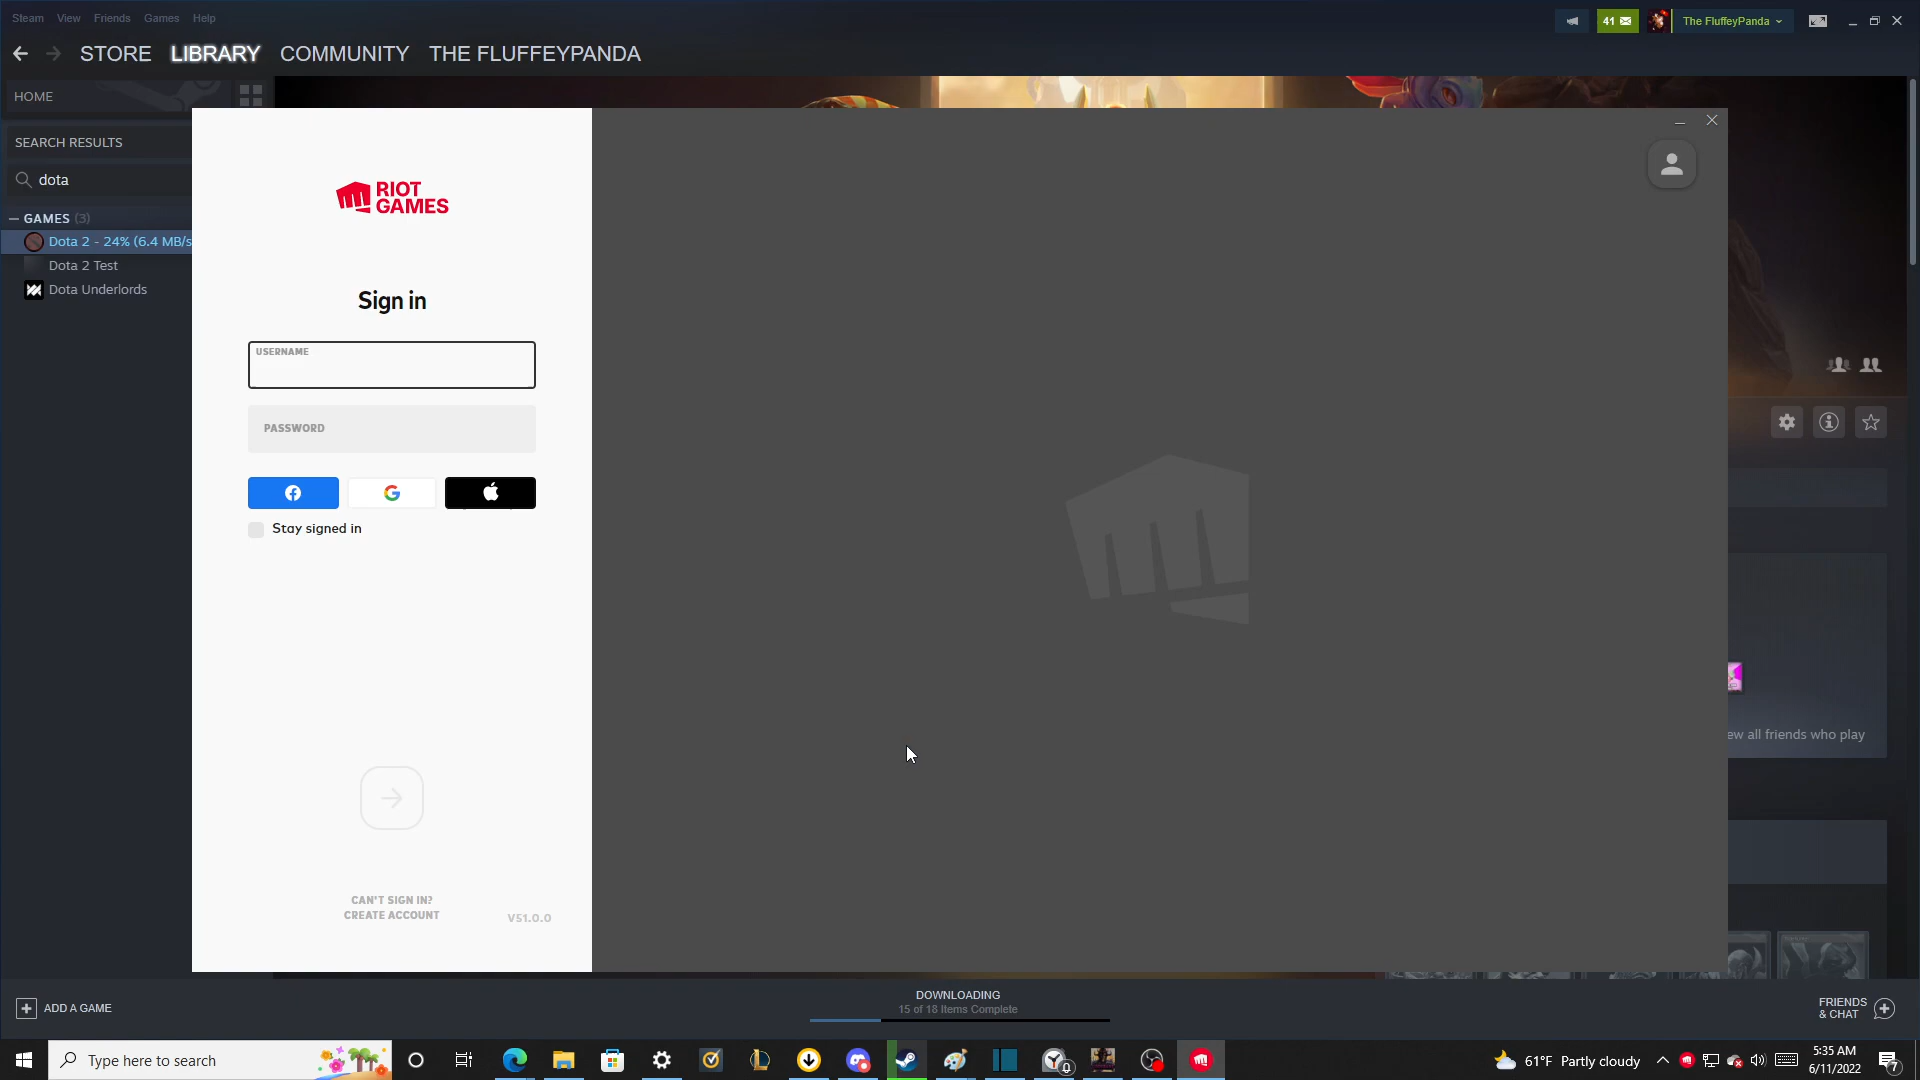 Steam View Friends Games Help
41
The FluffeyPanda
STORE LIBRARY COMMUNITY THE FLUFFEYPANDA
HOME
SEARCH RESULTS
dota
GAMES (3)
Dota 2 - 24% (6.4 MB/s
Dota 2 Test
Dota Underlords
RIOT
GAMES
Sign in
USERNAME
PASSWORD
Stay signed in
CAN'T SIGN IN?
CREATE ACCOUNT
V51.0.0
ew all friends who play
ADD A GAME
DOWNLOADING
15 of 18 Items Complete
FRIENDS
& CHAT
Type here to search
61°F Partly cloudy
5:35 AM
6/11/2022
7